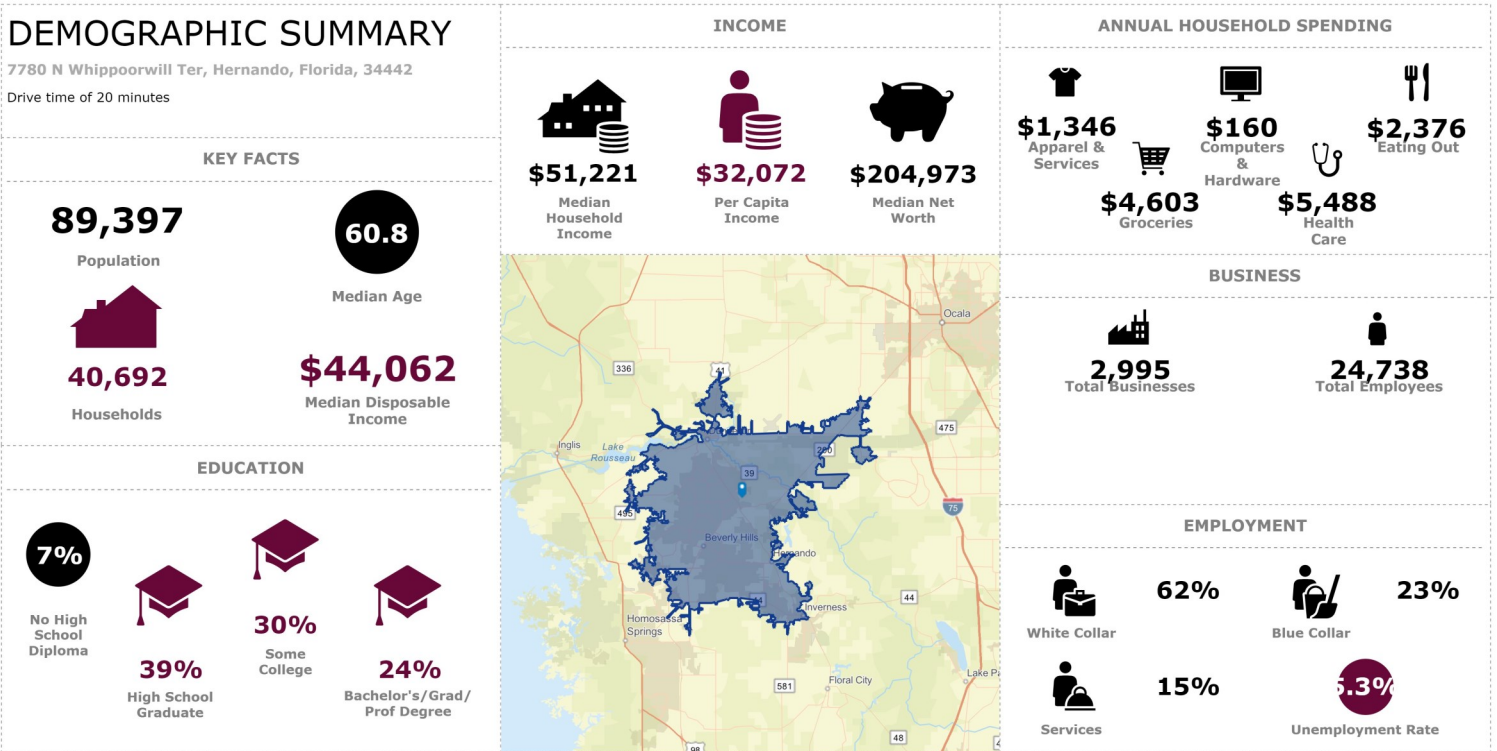 DEMOGRAPHIC SUMMARY
7780 N Whippoorwill Ter, Hernando, Florida, 34442
Drive time of 20 minutes
KEY FACTS
89,397
Population
60.8
Median Age
40,692
Households
$44,062
Median Disposable
Income
EDUCATION
7%
No High
School
Diploma
39%
High School
Graduate
30%
Some
College
24%
Bachelor's/Grad/
Prof Degree
INCOME
$51,221
Median
Household
Income
$32,072
Per Capita
Income
$204,973
Median Net
Worth
Ocala
336
41
475
Inglis
Lake
Rousseau
200
39
495
75
Beverly Hills
Hernando
44
44
Inverness
Homosassa
Springs
581
Floral City
Lake Pa
48
98
ANNUAL HOUSEHOLD SPENDING
$1,346
Apparel &
Services
$160
Computers
&
Hardware
$2,376
Eating Out
$4,603
Groceries
$5,488
Health
Care
BUSINESS
2,995
Total Businesses
24,738
Total Employees
EMPLOYMENT
62%
White Collar
23%
Blue Collar
15%
Services
.3%
Unemployment Rate